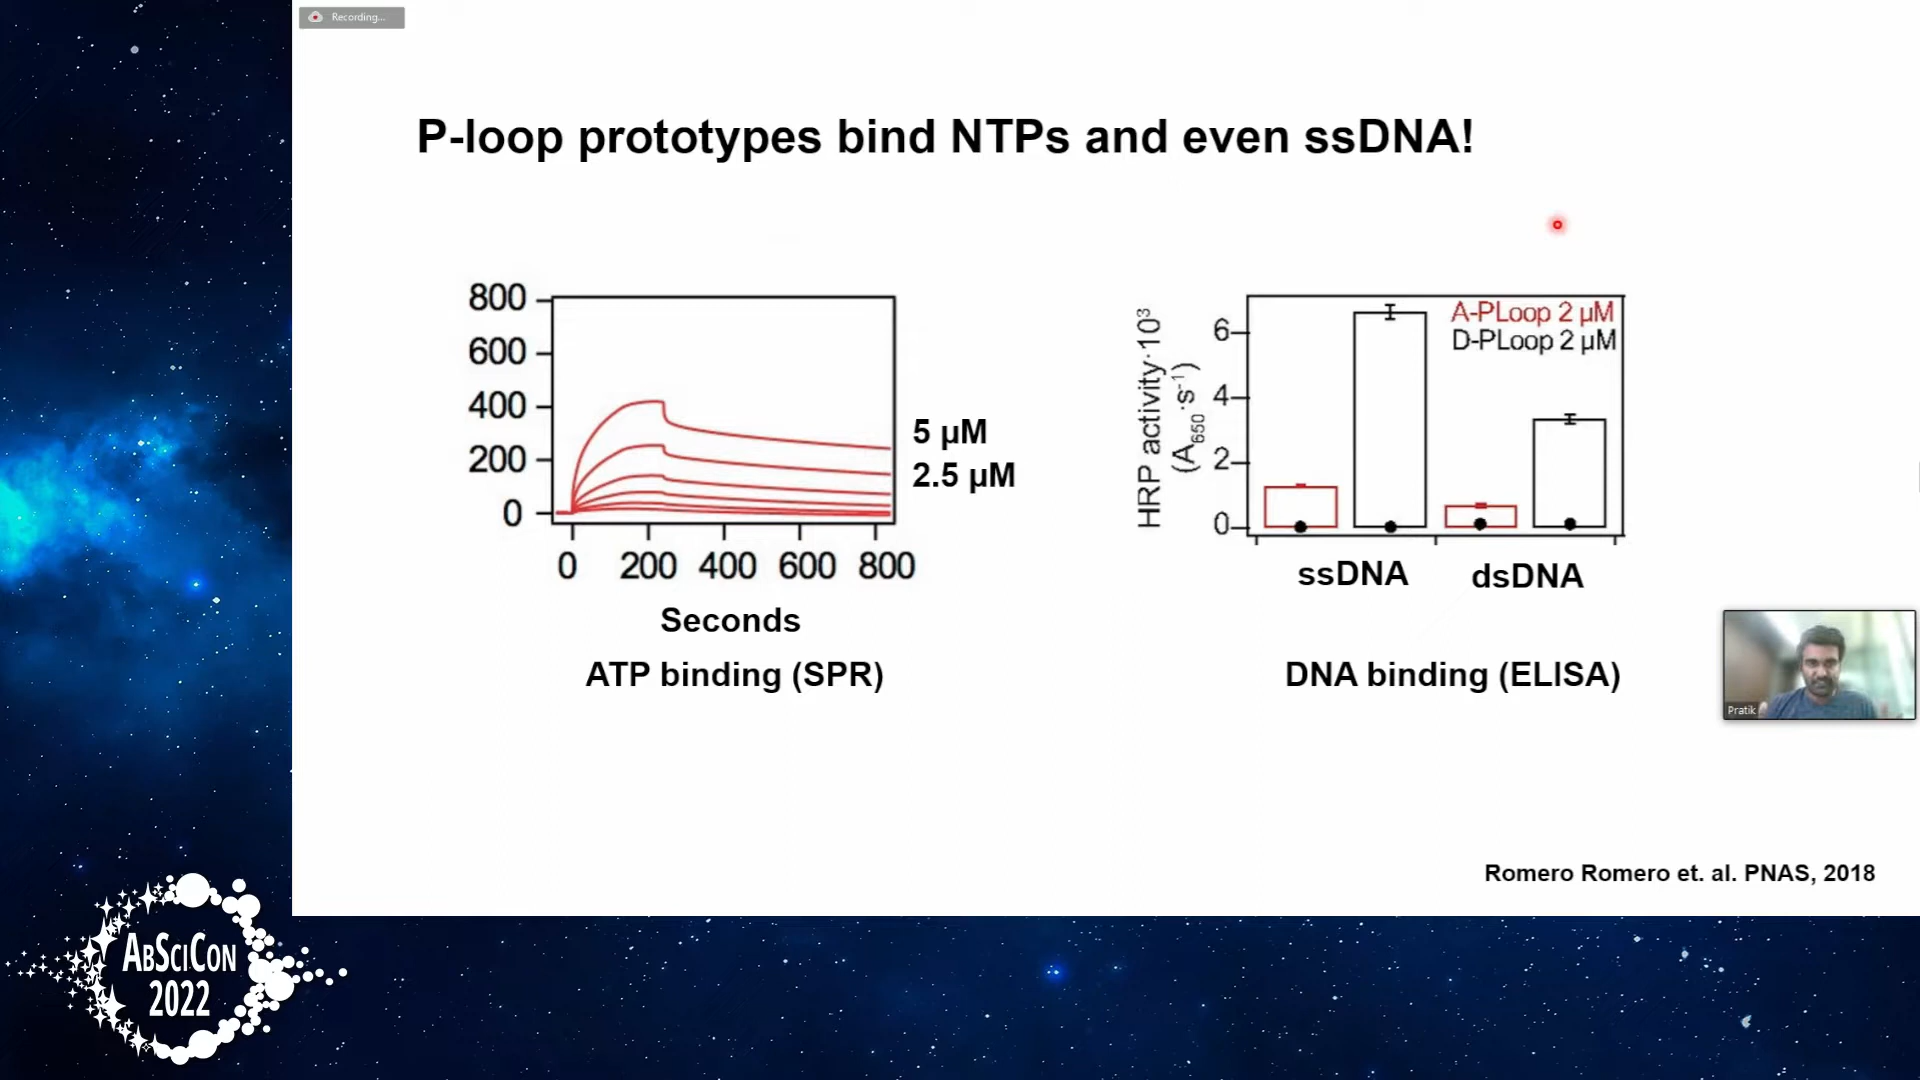 Recording...
P-loop prototypes bind NTPs and even ssDNA!
800
600
400
200
0
0 200 400 600 800
5 µM
2.5 µM
Seconds
ATP binding (SPR)
HRP activity·10³
(A₆₅₀·s⁻¹)
6
4
2
0
A-PLoop 2 µM
D-PLoop 2 µM
ssDNA dsDNA
DNA binding (ELISA)
Pratik
Romero Romero et. al. PNAS, 2018
ABSCICON
2022